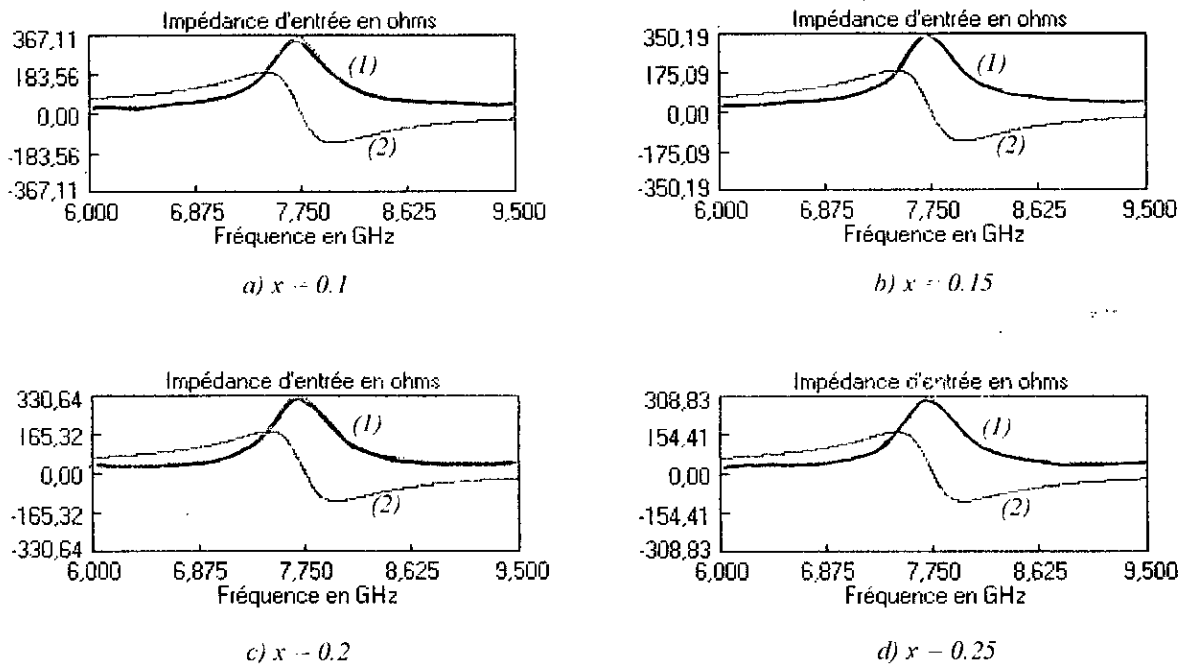 Impédance d'entrée en ohms
367,11
183,56
0,00
-183,56
-367,11
(1)
(2)
6,000 6,875 7,750 8,625 9,500
Fréquence en GHz
a) x = 0.1
Impédance d'entrée en ohms
350,19
175,09
0,00
-175,09
-350,19
(1)
(2)
6,000 6,875 7,750 8,625 9,500
Fréquence en GHz
b) x = 0.15
Impédance d'entrée en ohms
330,64
165,32
0,00
-165,32
-330,64
(1)
(2)
6,000 6,875 7,750 8,625 9,500
Fréquence en GHz
c) x = 0.2
Impédance d'entrée en ohms
308,83
154,41
0,00
-154,41
-308,83
(1)
(2)
6,000 6,875 7,750 8,625 9,500
Fréquence en GHz
d) x = 0.25